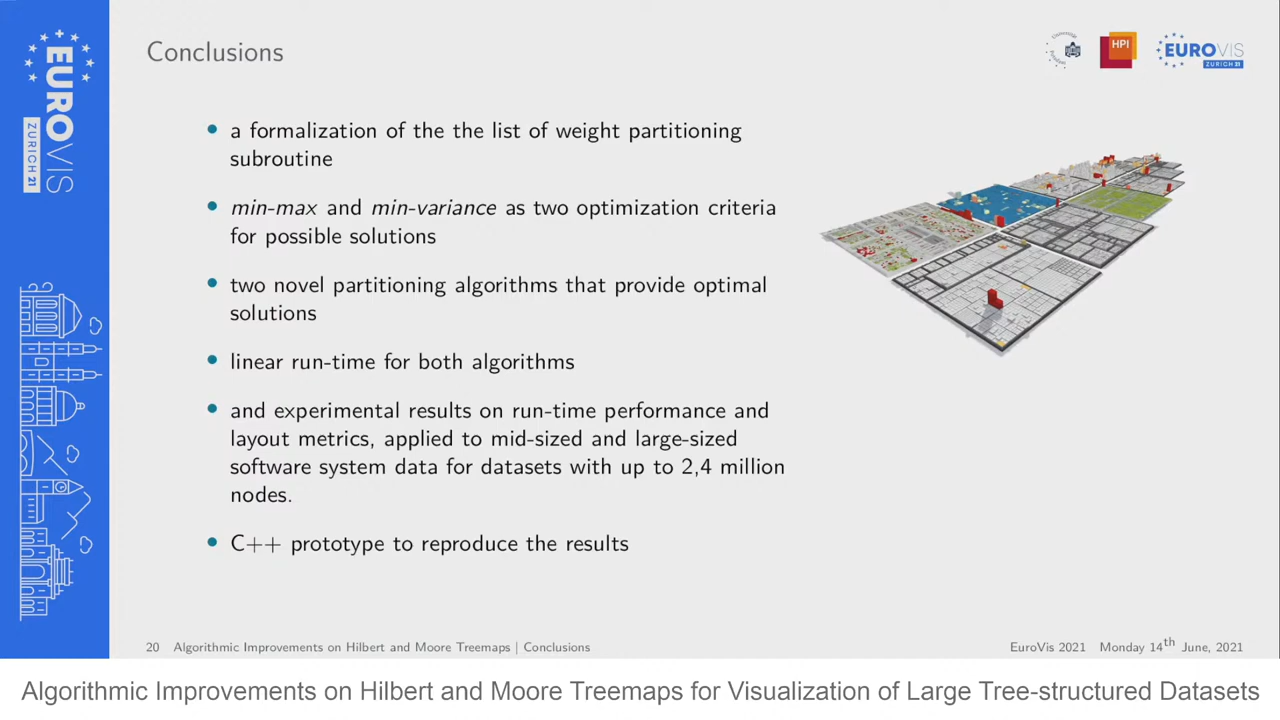 EUROVIS
ZURICH 21
Conclusions
HPI
EUROVIS
ZURICH 21
• a formalization of the the list of weight partitioning
subroutine
• min-max and min-variance as two optimization criteria
for possible solutions
• two novel partitioning algorithms that provide optimal
solutions
• linear run-time for both algorithms
• and experimental results on run-time performance and
layout metrics, applied to mid-sized and large-sized
software system data for datasets with up to 2,4 million
nodes.
• C++ prototype to reproduce the results
20 Algorithmic Improvements on Hilbert and Moore Treemaps | Conclusions
EuroVis 2021 Monday 14th June, 2021
Algorithmic Improvements on Hilbert and Moore Treemaps for Visualization of Large Tree-structured Datasets